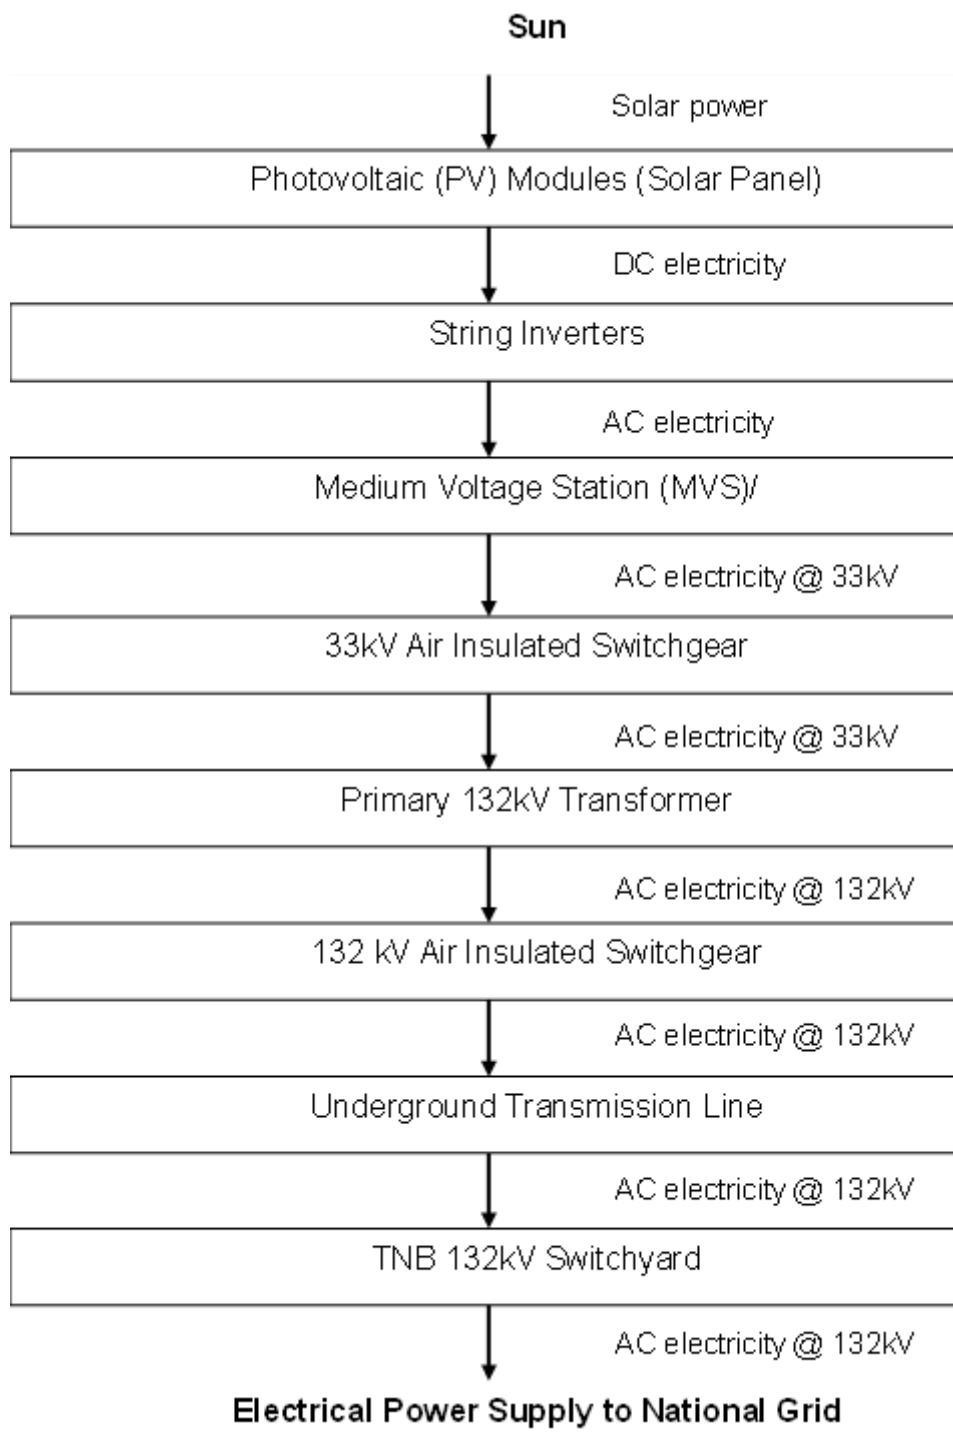 Sun
Solar power
Photovoltaic (PV) Modules (Solar Panel)
DC electricity
String Inverters
AC electricity
Medium Voltage Station (MVS)/
AC electricity @ 33kV
33kV Air Insulated Switchgear
AC electricity @ 33kV
Primary 132kV Transformer
AC electricity @ 132kV
132 kV Air Insulated Switchgear
AC electricity @ 132kV
Underground Transmission Line
AC electricity @ 132kV
TNB 132kV Switchyard
AC electricity @ 132kV
Electrical Power Supply to National Grid